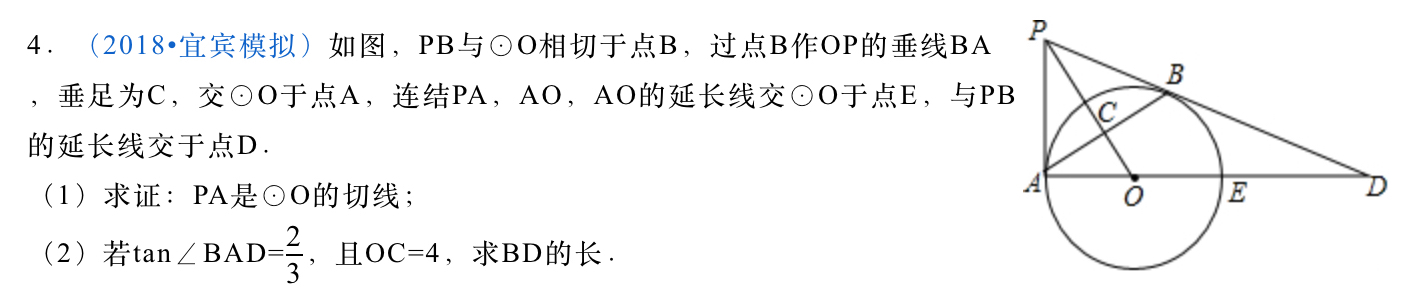 4．（2018•宜宾模拟）如图，PB与⊙O相切于点B，过点B作OP的垂线BA
，垂足为C，交⊙O于点A，连结PA，AO，AO的延长线交⊙O于点E，与PB
的延长线交于点D．
（1）求证：PA是⊙O的切线；
（2）若tan∠BAD=2/3，且OC=4，求BD的长．
P
B
C
A
O
E
D